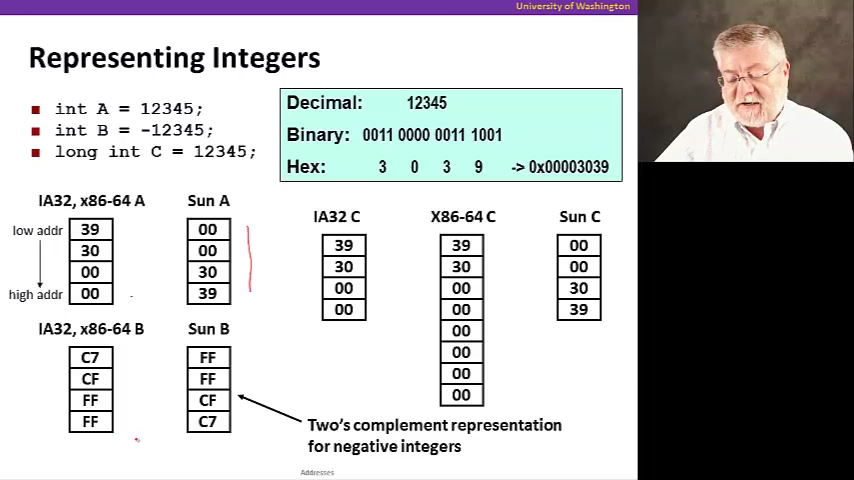 University of Washington
Representing Integers
int A = 12345;
int B = -12345;
long int C = 12345;
Decimal: 12345
Binary: 0011 0000 0011 1001
Hex: 3 0 3 9 -> 0x00003039
IA32, x86-64 A
Sun A
low addr
high addr
39
30
00
00
00
00
30
39
IA32 C
X86-64 C
Sun C
39
30
00
00
39
30
00
00
00
00
00
00
00
00
30
39
IA32, x86-64 B
Sun B
C7
CF
FF
FF
FF
FF
CF
C7
Two's complement representation
for negative integers
Addresses